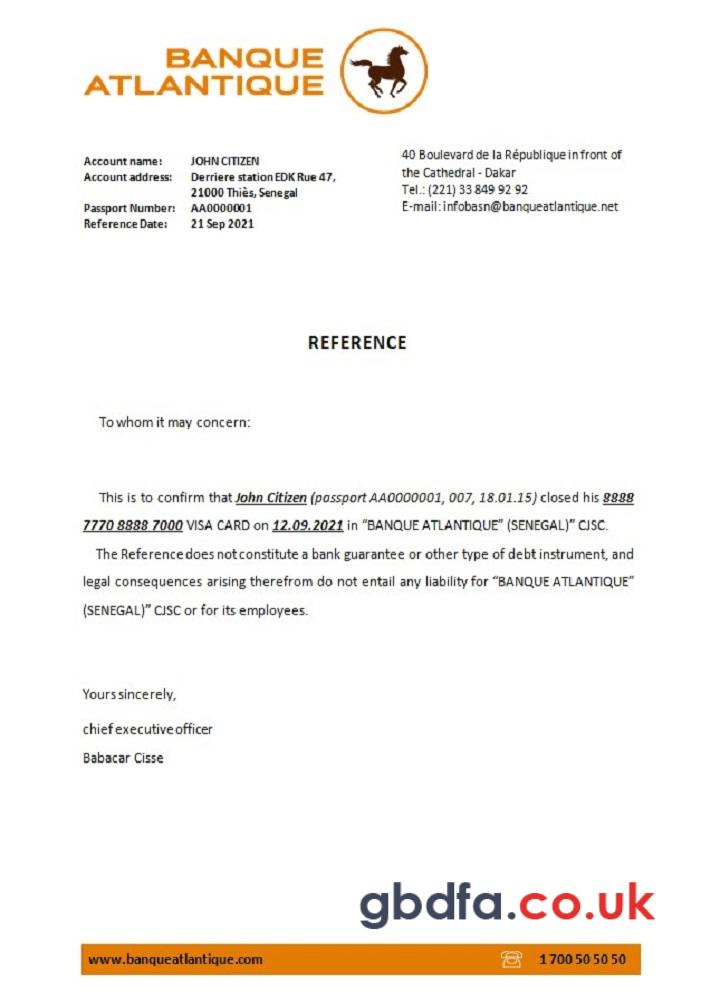 BANQUE
ATLANTIQUE
Account name: JOHN CITIZEN
Account address: Derriere station EDK Rue 47,
21000 Thiès, Senegal
Passport Number: AA0000001
Reference Date: 21 Sep 2021
40 Boulevard de la République in front of
the Cathedral - Dakar
Tel.: (221) 33 849 92 92
E-mail: infobasn@banqueatlantique.net
REFERENCE
To whom it may concern:
This is to confirm that John Citizen (passport AA0000001, 007, 18.01.15) closed his 8888
7770 8888 7000 VISA CARD on 12.09.2021 in “BANQUE ATLANTIQUE” (SENEGAL)” CJSC.
The Reference does not constitute a bank guarantee or other type of debt instrument, and
legal consequences arising therefrom do not entail any liability for “BANQUE ATLANTIQUE”
(SENEGAL)” CJSC or for its employees.
Yours sincerely,
chief executive officer
Babacar Cisse
gbdfa.co.uk
www.banqueatlantique.com
1 700 50 50 50